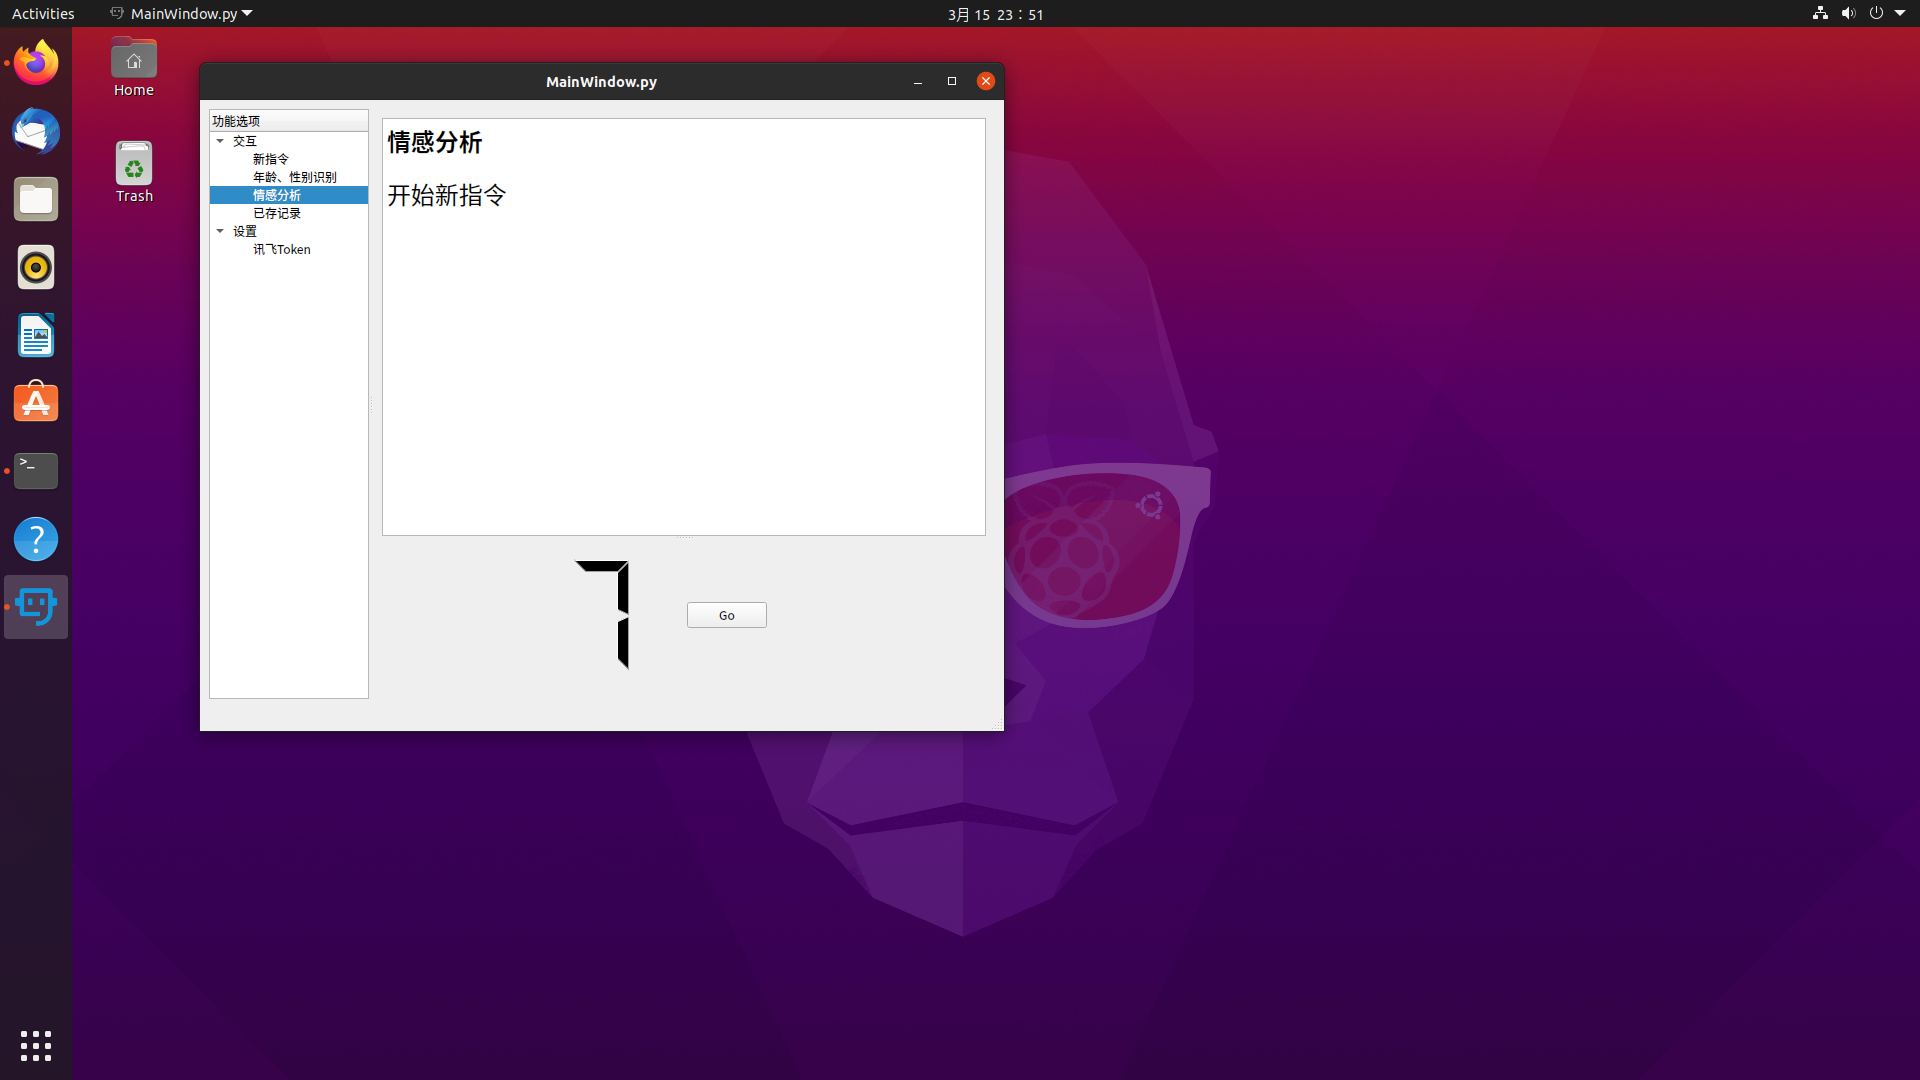 Activities
MainWindow.py
3月 15 23：51
Home
Trash
MainWindow.py
功能选项
交互
新指令
年龄、性别识别
情感分析
已存记录
设置
讯飞Token
情感分析
开始新指令
7
Go